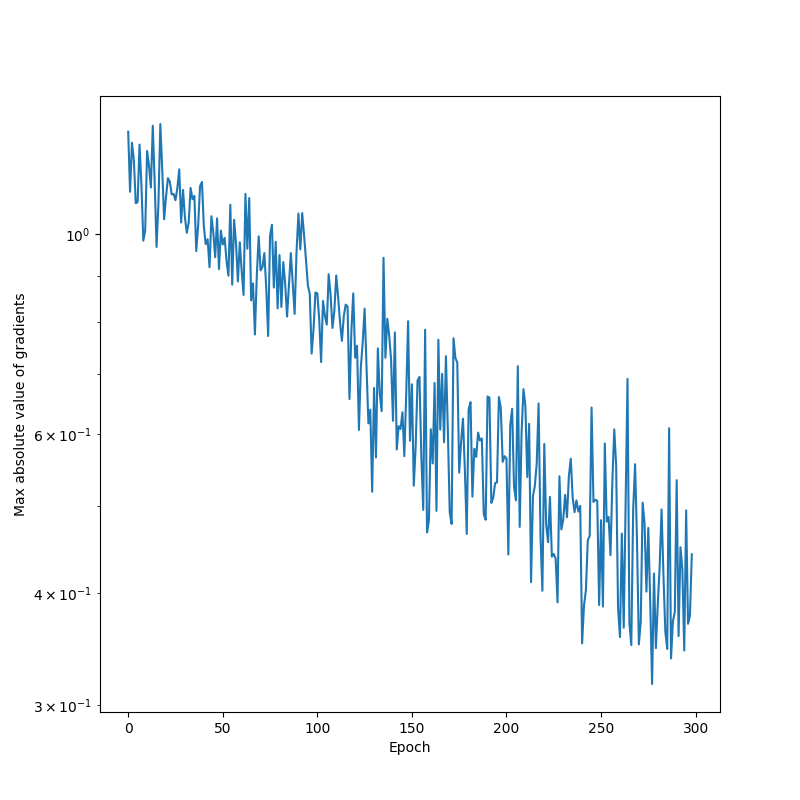 Max absolute value of gradients
10⁰
6 × 10⁻¹
4 × 10⁻¹
3 × 10⁻¹
0 50 100 150 200 250 300
Epoch